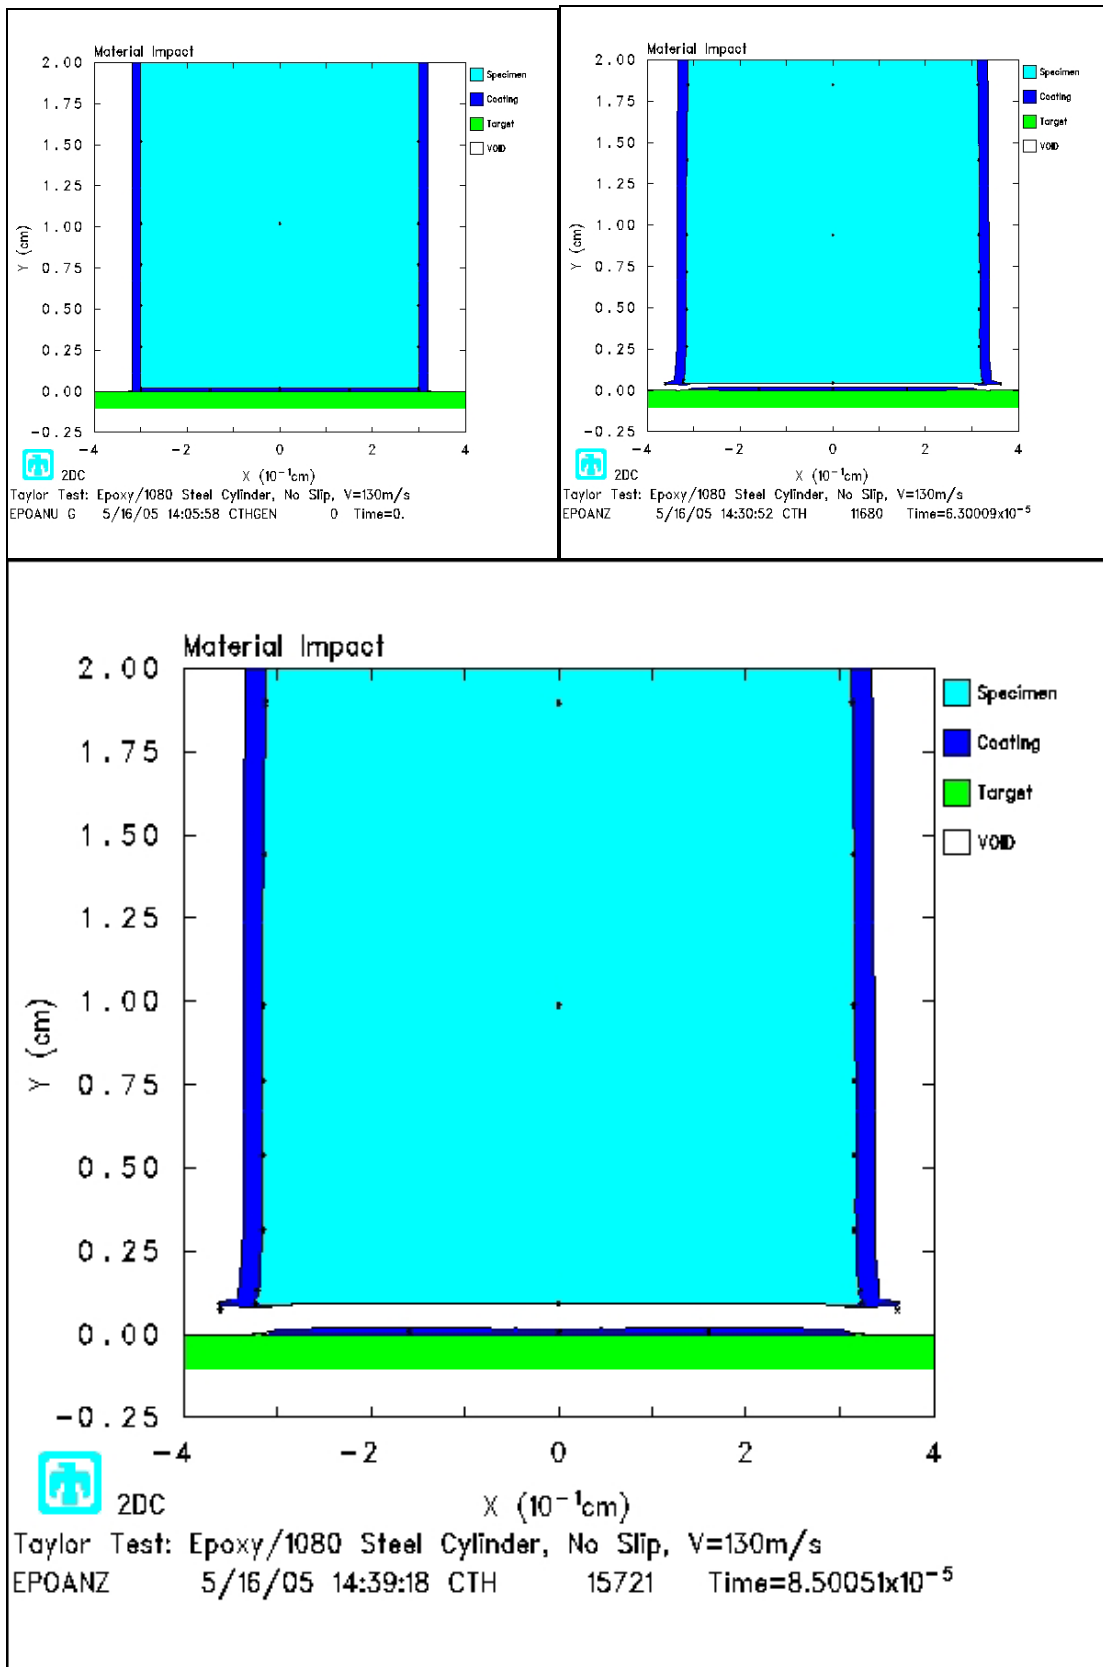 Material Impact
2.00
1.75
1.50
1.25
1.00
0.75
0.50
0.25
0.00
-0.25
Y (cm)
-4 -2 0 2 4
X (10⁻¹cm)
Specimen
Coating
Target
VOID
2DC
Taylor Test: Epoxy/1080 Steel Cylinder, No Slip, V=130m/s
EPOANU G 5/16/05 14:05:58 CTHGEN 0 Time=0.
Material Impact
2.00
1.75
1.50
1.25
1.00
0.75
0.50
0.25
0.00
-0.25
Y (cm)
-4 -2 0 2 4
X (10⁻¹cm)
Specimen
Coating
Target
VOID
2DC
Taylor Test: Epoxy/1080 Steel Cylinder, No Slip, V=130m/s
EPOANZ 5/16/05 14:30:52 CTH 11680 Time=6.30009x10⁻⁵
Material Impact
2.00
1.75
1.50
1.25
1.00
0.75
0.50
0.25
0.00
-0.25
Y (cm)
-4 -2 0 2 4
X (10⁻¹cm)
Specimen
Coating
Target
VOID
2DC
Taylor Test: Epoxy/1080 Steel Cylinder, No Slip, V=130m/s
EPOANZ 5/16/05 14:39:18 CTH 15721 Time=8.50051x10⁻⁵